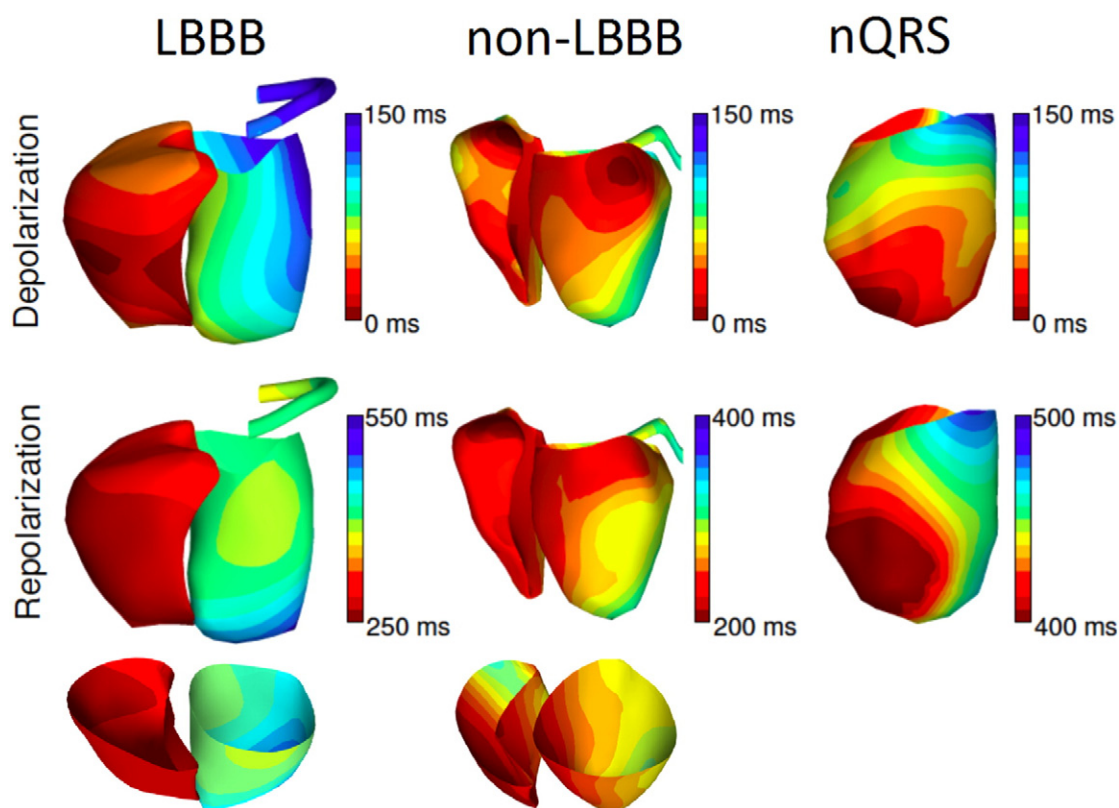 LBBB non-LBBB nQRS
Depolarization
150 ms 150 ms 150 ms
0 ms 0 ms 0 ms
Repolarization
550 ms 400 ms 500 ms
250 ms 200 ms 400 ms